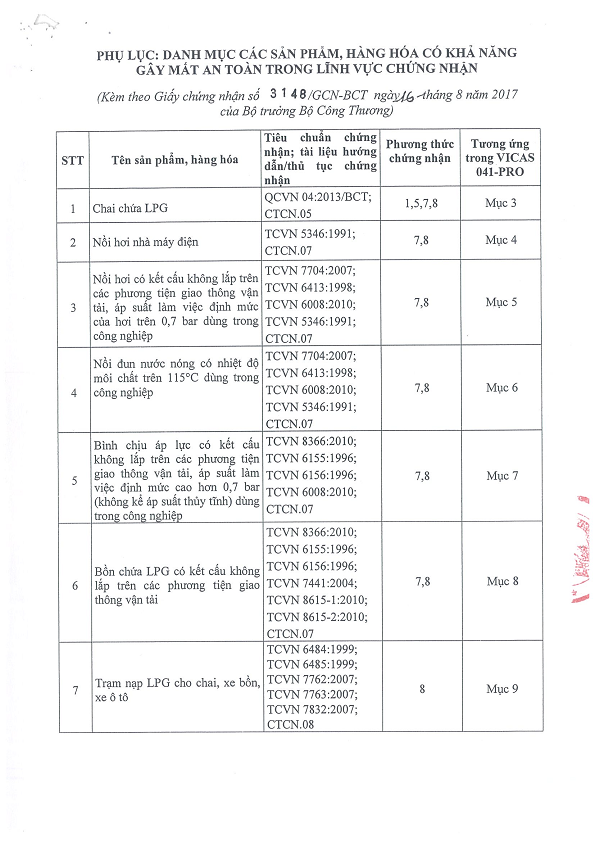 PHỤ LỤC: DANH MỤC CÁC SẢN PHẨM, HÀNG HÓA CÓ KHẢ NĂNG
GÂY MẤT AN TOÀN TRONG LĨNH VỰC CHỨNG NHẬN
(Kèm theo Giấy chứng nhận số 3148/GCN-BCT ngày 16 tháng 8 năm 2017
của Bộ trưởng Bộ Công Thương)
STT
Tên sản phẩm, hàng hóa
Tiêu chuẩn chứng
nhận; tài liệu hướng
dẫn/thủ tục chứng
nhận
Phương thức
chứng nhận
Tương ứng
trong VICAS
041-PRO
1
Chai chứa LPG
QCVN 04:2013/BCT;
CTCN.05
1,5,7,8
Mục 3
2
Nồi hơi nhà máy điện
TCVN 5346:1991;
CTCN.07
7,8
Mục 4
3
Nồi hơi có kết cấu không lắp trên
các phương tiện giao thông vận
tải, áp suất làm việc định mức
của hơi trên 0,7 bar dùng trong
công nghiệp
TCVN 7704:2007;
TCVN 6413:1998;
TCVN 6008:2010;
TCVN 5346:1991;
CTCN.07
7,8
Mục 5
4
Nồi đun nước nóng có nhiệt độ
môi chất trên 115°C dùng trong
công nghiệp
TCVN 7704:2007;
TCVN 6413:1998;
TCVN 6008:2010;
TCVN 5346:1991;
CTCN.07
7,8
Mục 6
5
Bình chịu áp lực có kết cấu
không lắp trên các phương tiện
giao thông vận tải, áp suất làm
việc định mức cao hơn 0,7 bar
(không kể áp suất thủy tĩnh) dùng
trong công nghiệp
TCVN 8366:2010;
TCVN 6155:1996;
TCVN 6156:1996;
TCVN 6008:2010;
CTCN.07
7,8
Mục 7
6
Bồn chứa LPG có kết cấu không
lắp trên các phương tiện giao
thông vận tải
TCVN 8366:2010;
TCVN 6155:1996;
TCVN 6156:1996;
TCVN 7441:2004;
TCVN 8615-1:2010;
TCVN 8615-2:2010;
CTCN.07
7,8
Mục 8
7
Trạm nạp LPG cho chai, xe bồn,
xe ô tô
TCVN 6484:1999;
TCVN 6485:1999;
TCVN 7762:2007;
TCVN 7763:2007;
TCVN 7832:2007;
CTCN.08
8
Mục 9